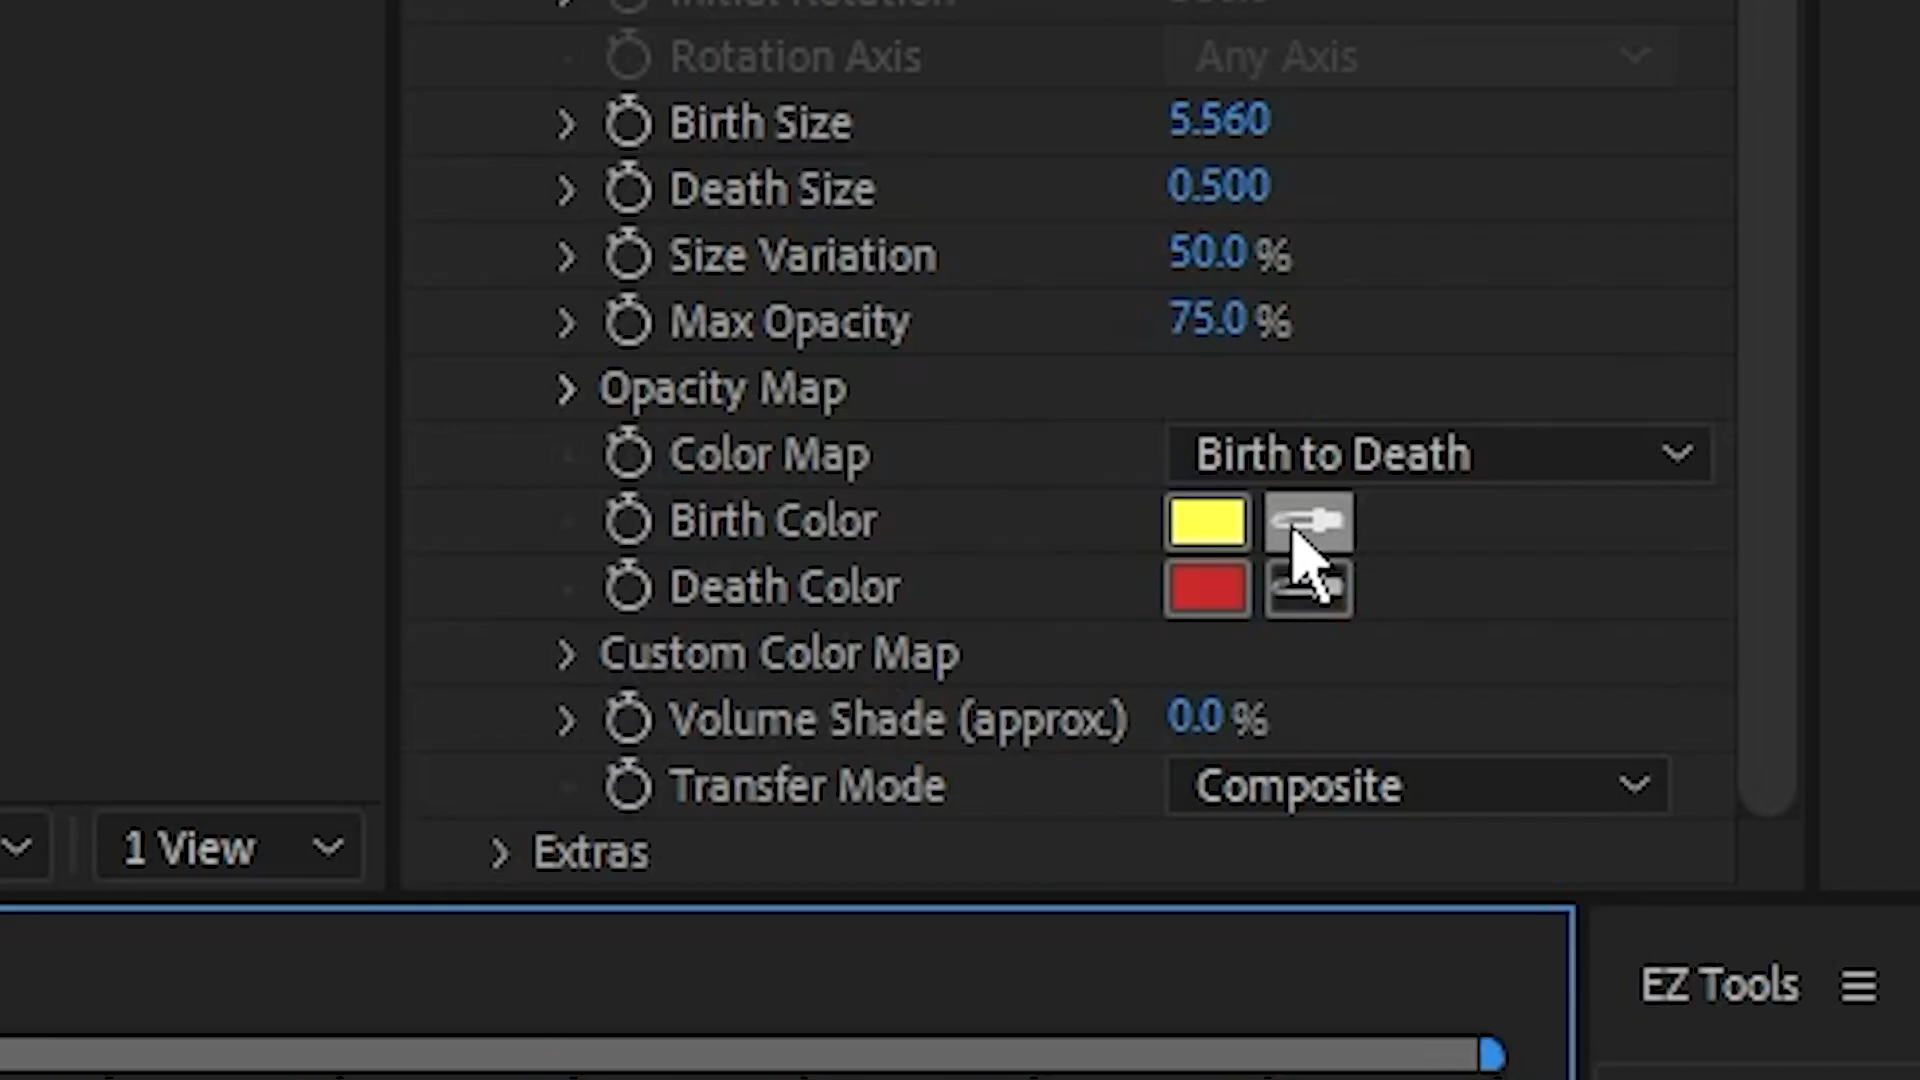 Initial Rotation
Rotation Axis Any Axis
Birth Size 5.560
Death Size 0.500
Size Variation 50.0 %
Max Opacity 75.0 %
Opacity Map
Color Map Birth to Death
Birth Color
Death Color
Custom Color Map
Volume Shade (approx.) 0.0 %
Transfer Mode Composite
1 View
Extras
EZ Tools